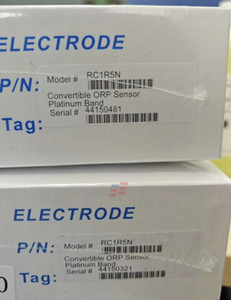 ELECTRODE
P/N:
Model # RC1R5N
Convertible ORP Sensor
Platinum Band
Serial # 44150481
Tag:
ELECTRODE
P/N:
Model # RC1R5N
Convertible ORP Sensor
Platinum Band
Serial # 44150321
Tag: